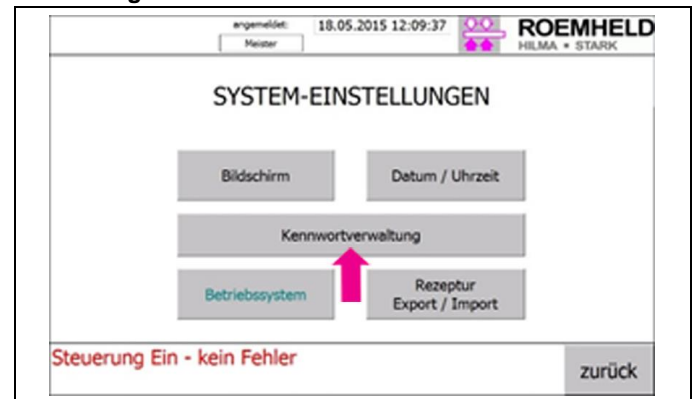 angemeldet: 18.05.2015 12:09:37 ROEMHELD
Meister HILMA ▪ STARK
SYSTEM-EINSTELLUNGEN
Bildschirm Datum / Uhrzeit
Kennwortverwaltung
Betriebssystem Rezeptur
Export / Import
Steuerung Ein - kein Fehler
zurück